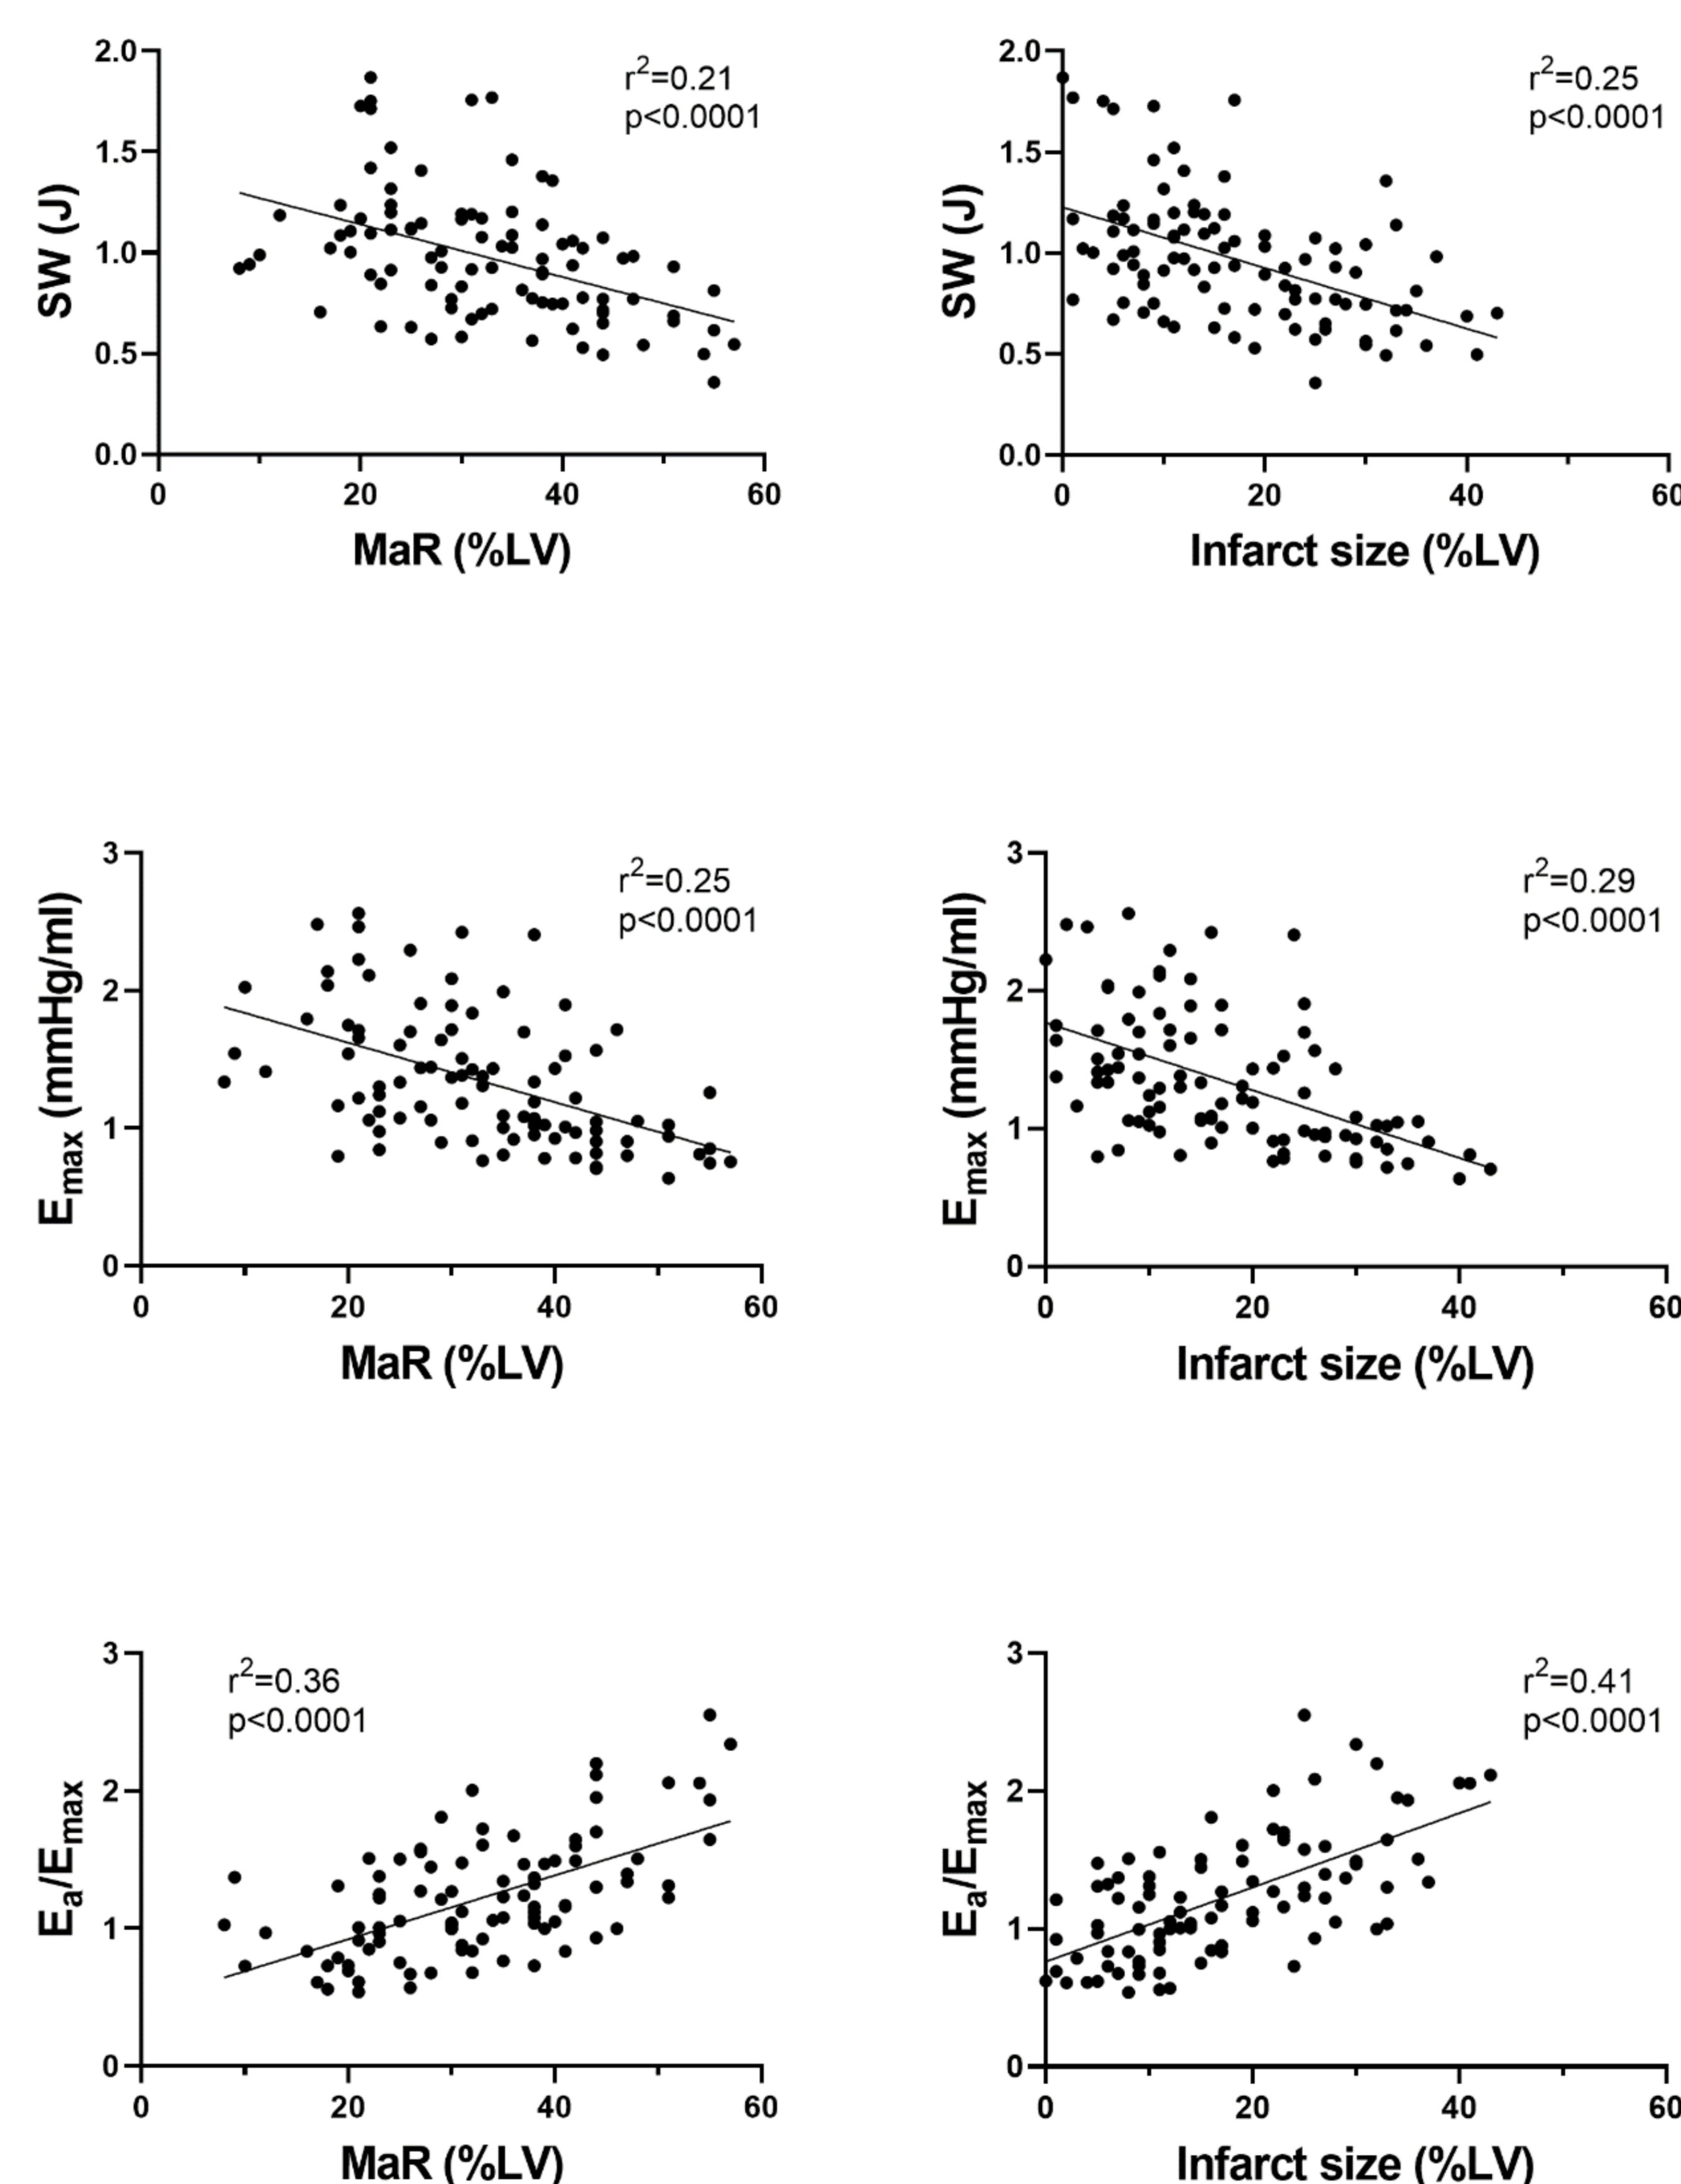 2.0
1.5
1.0
0.5
0.0
SW (J)
r²=0.21
p<0.0001
0 20 40 60
MaR (%LV)
2.0
1.5
1.0
0.5
0.0
SW (J)
r²=0.25
p<0.0001
0 20 40 60
Infarct size (%LV)
3
2
1
0
Emax (mmHg/ml)
r²=0.25
p<0.0001
0 20 40 60
MaR (%LV)
3
2
1
0
Emax (mmHg/ml)
r²=0.29
p<0.0001
0 20 40 60
Infarct size (%LV)
3
2
1
0
Ea/Emax
r²=0.36
p<0.0001
0 20 40 60
MaR (%LV)
3
2
1
0
Ea/Emax
r²=0.41
p<0.0001
0 20 40 60
Infarct size (%LV)